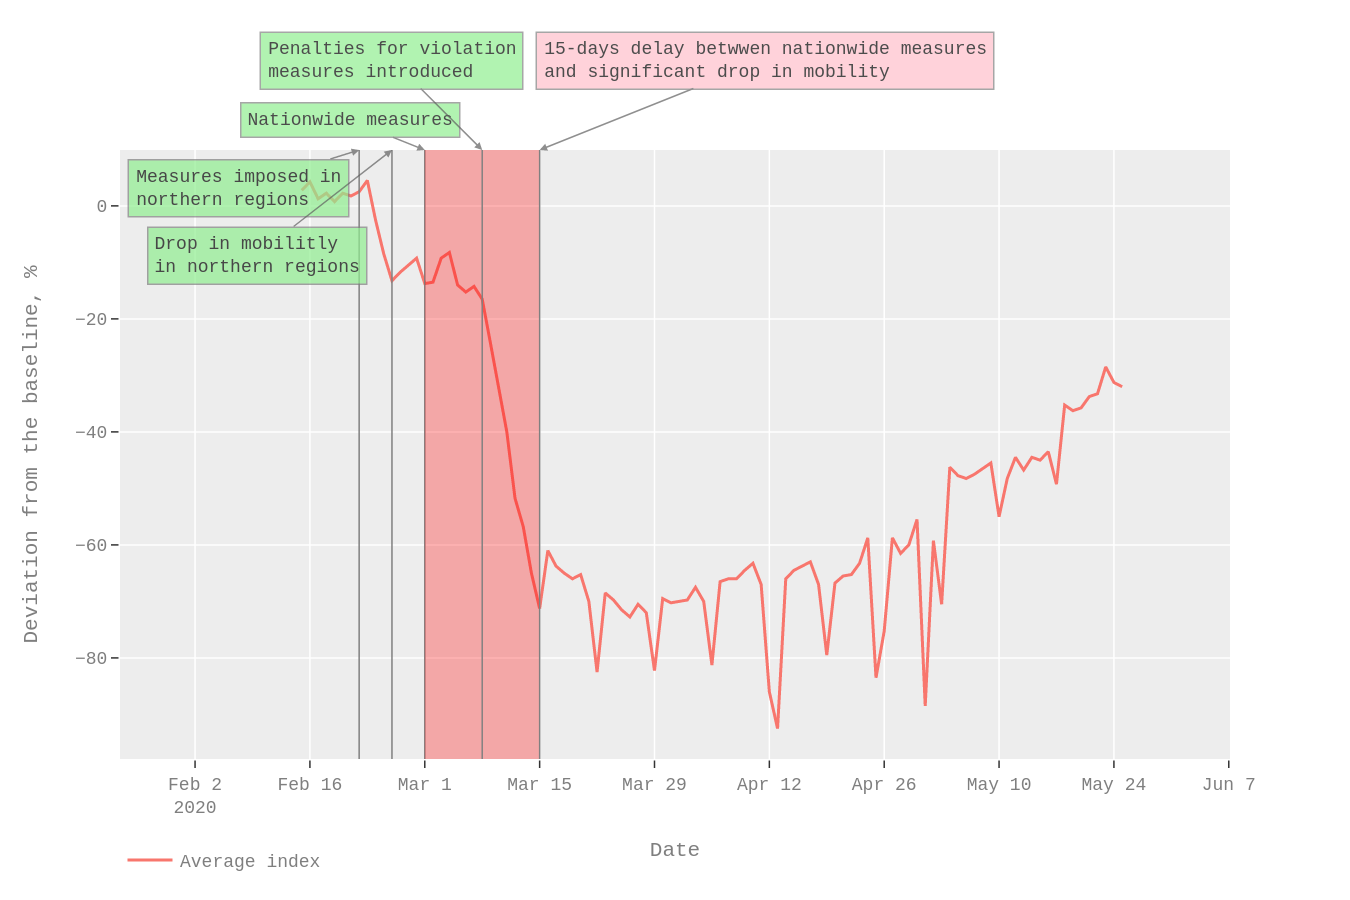 Penalties for violation
measures introduced
15-days delay betwwen nationwide measures
and significant drop in mobility
Nationwide measures
Measures imposed in
northern regions
Drop in mobilitly
in northern regions
Deviation from the baseline, %
0
−20
−40
−60
−80
Feb 2
2020
Feb 16
Mar 1
Mar 15
Mar 29
Apr 12
Apr 26
May 10
May 24
Jun 7
Date
Average index